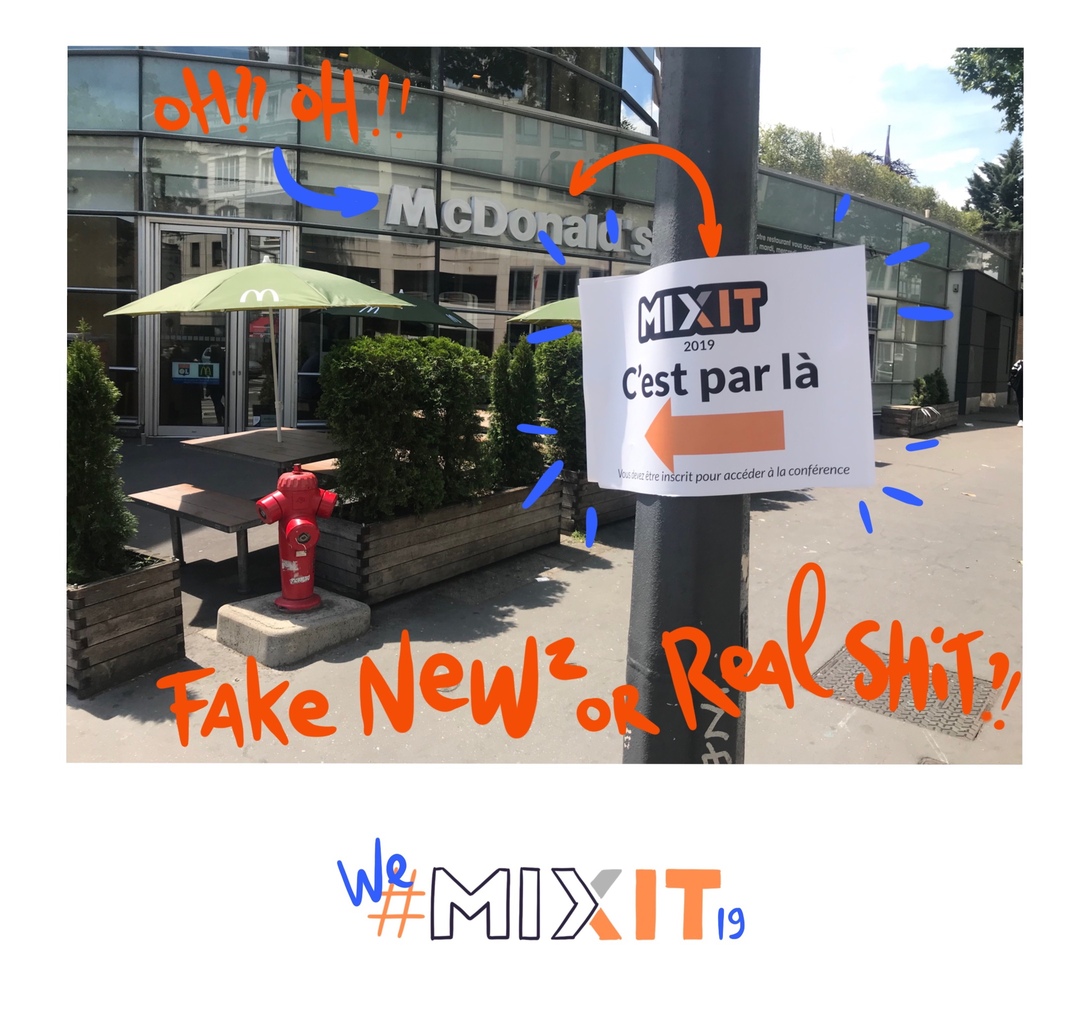 OH?! OH!!
McDonald's
MIXIT
2019
C'est par là
Vous devez être inscrit pour accéder à la conférence
FAKE NEWZ OR REAL SHiT?!
We #MIXIT19